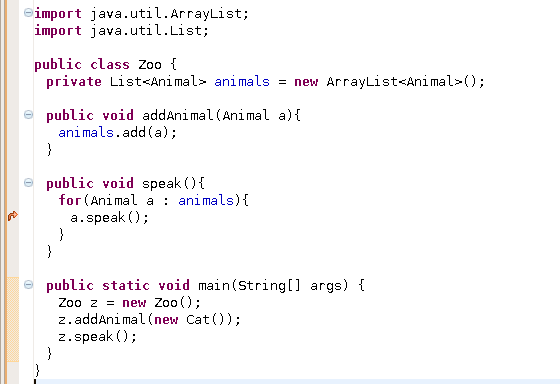 import java.util.ArrayList;
import java.util.List;
public class Zoo {
private List<Animal> animals = new ArrayList<Animal>();
public void addAnimal(Animal a){
animals.add(a);
}
public void speak(){
for(Animal a : animals){
a.speak();
}
}
public static void main(String[] args) {
Zoo z = new Zoo();
z.addAnimal(new Cat());
z.speak();
}
}